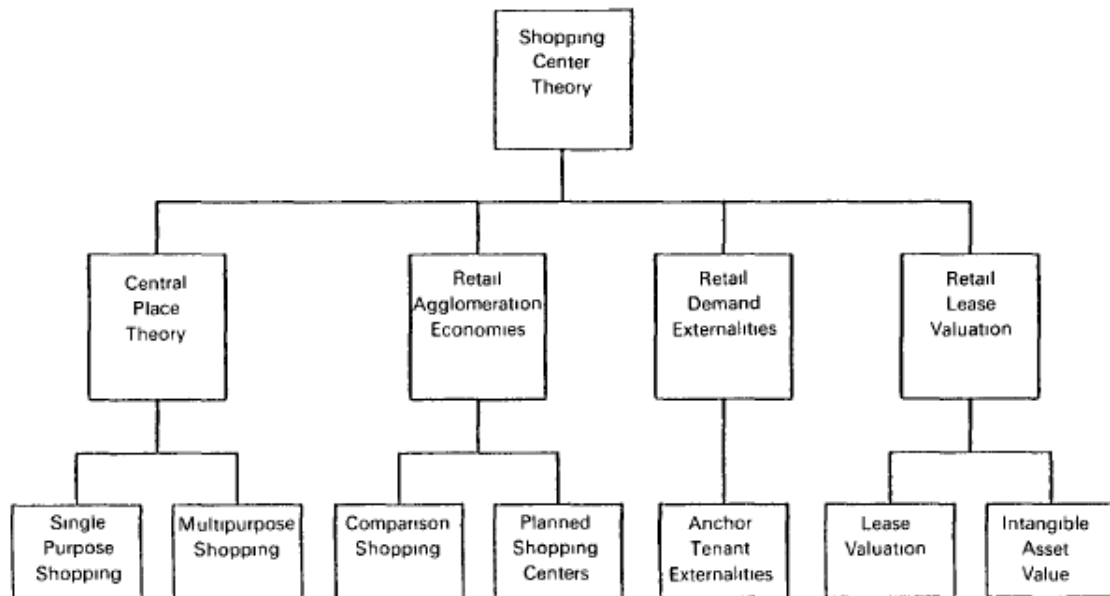 Shopping
Center
Theory
Central
Place
Theory
Retail
Agglomeration
Economies
Retail
Demand
Externalities
Retail
Lease
Valuation
Single
Purpose
Shopping
Multipurpose
Shopping
Comparison
Shopping
Planned
Shopping
Centers
Anchor
Tenant
Externalities
Lease
Valuation
Intangible
Asset
Value